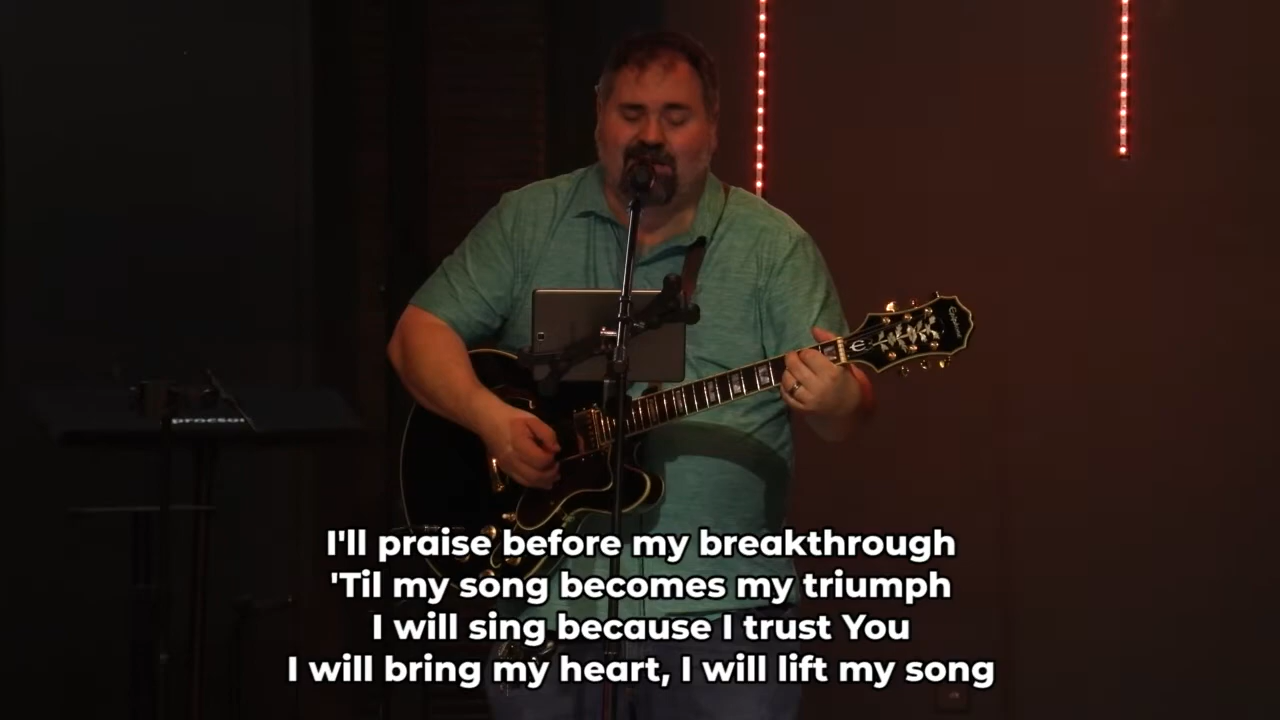 I'll praise before my breakthrough
'Til my song becomes my triumph
I will sing because I trust You
I will bring my heart, I will lift my song
Epiphone